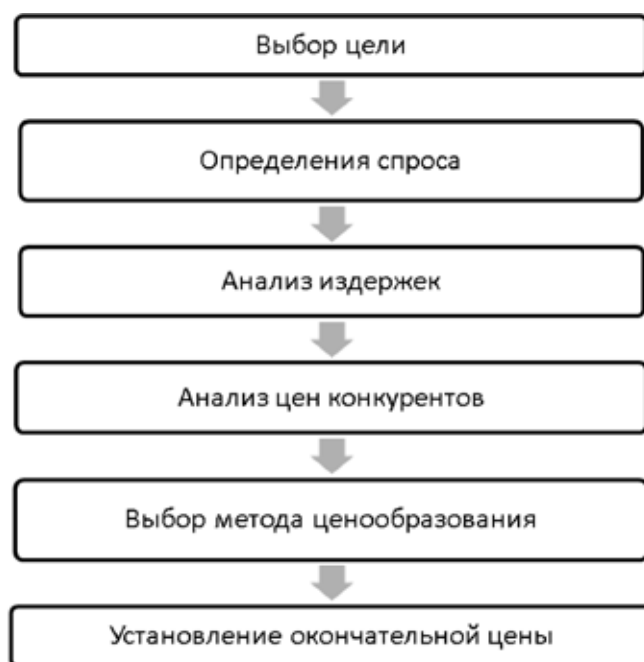 Выбор цели
Определения спроса
Анализ издержек
Анализ цен конкурентов
Выбор метода ценообразования
Установление окончательной цены